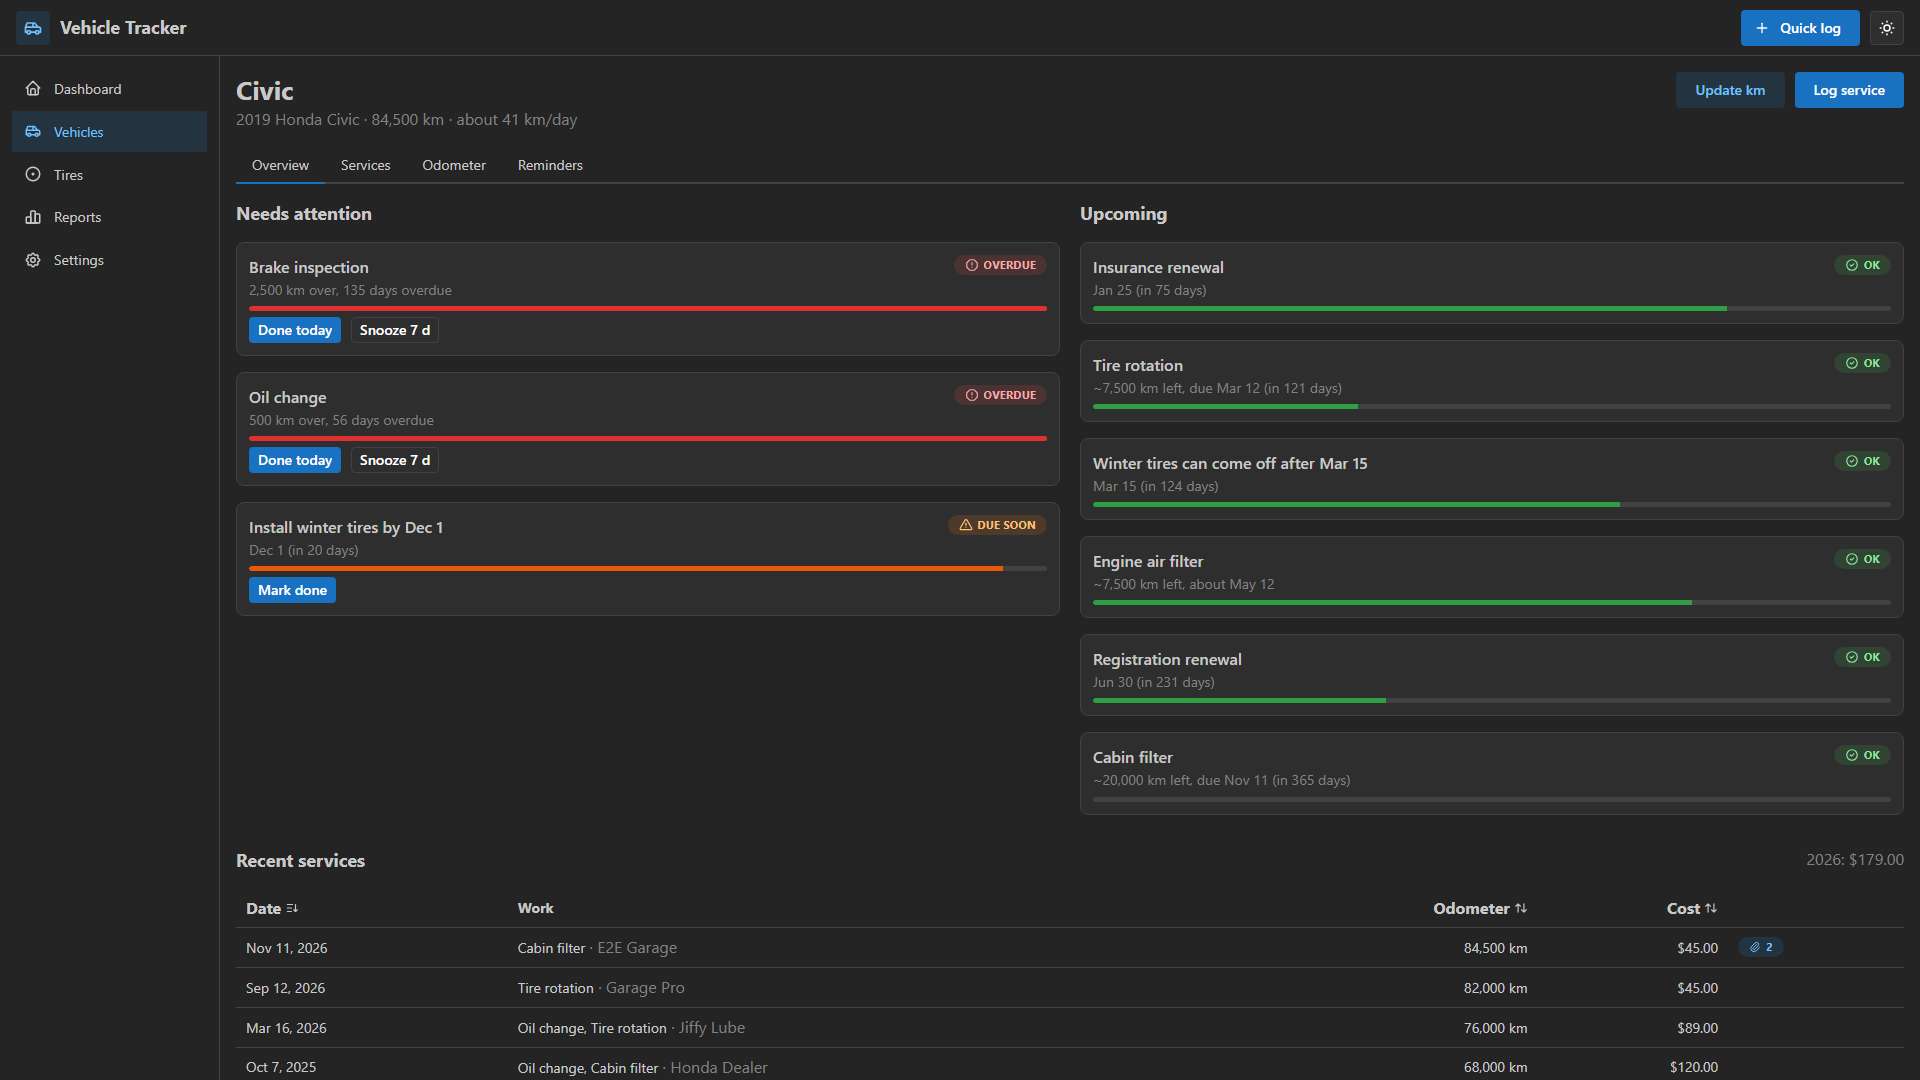 Vehicle Tracker
Quick log
Dashboard
Vehicles
Tires
Reports
Settings
Civic
2019 Honda Civic · 84,500 km · about 41 km/day
Update km
Log service
Overview
Services
Odometer
Reminders
Needs attention
Brake inspection
OVERDUE
2,500 km over, 135 days overdue
Done today
Snooze 7 d
Oil change
OVERDUE
500 km over, 56 days overdue
Done today
Snooze 7 d
Install winter tires by Dec 1
DUE SOON
Dec 1 (in 20 days)
Mark done
Upcoming
Insurance renewal
OK
Jan 25 (in 75 days)
Tire rotation
OK
~7,500 km left, due Mar 12 (in 121 days)
Winter tires can come off after Mar 15
OK
Mar 15 (in 124 days)
Engine air filter
OK
~7,500 km left, about May 12
Registration renewal
OK
Jun 30 (in 231 days)
Cabin filter
OK
~20,000 km left, due Nov 11 (in 365 days)
Recent services
2026: $179.00
Date Work Odometer Cost
Nov 11, 2026 Cabin filter · E2E Garage 84,500 km $45.00 2
Sep 12, 2026 Tire rotation · Garage Pro 82,000 km $45.00
Mar 16, 2026 Oil change, Tire rotation · Jiffy Lube 76,000 km $89.00
Oct 7, 2025 Oil change, Cabin filter · Honda Dealer 68,000 km $120.00